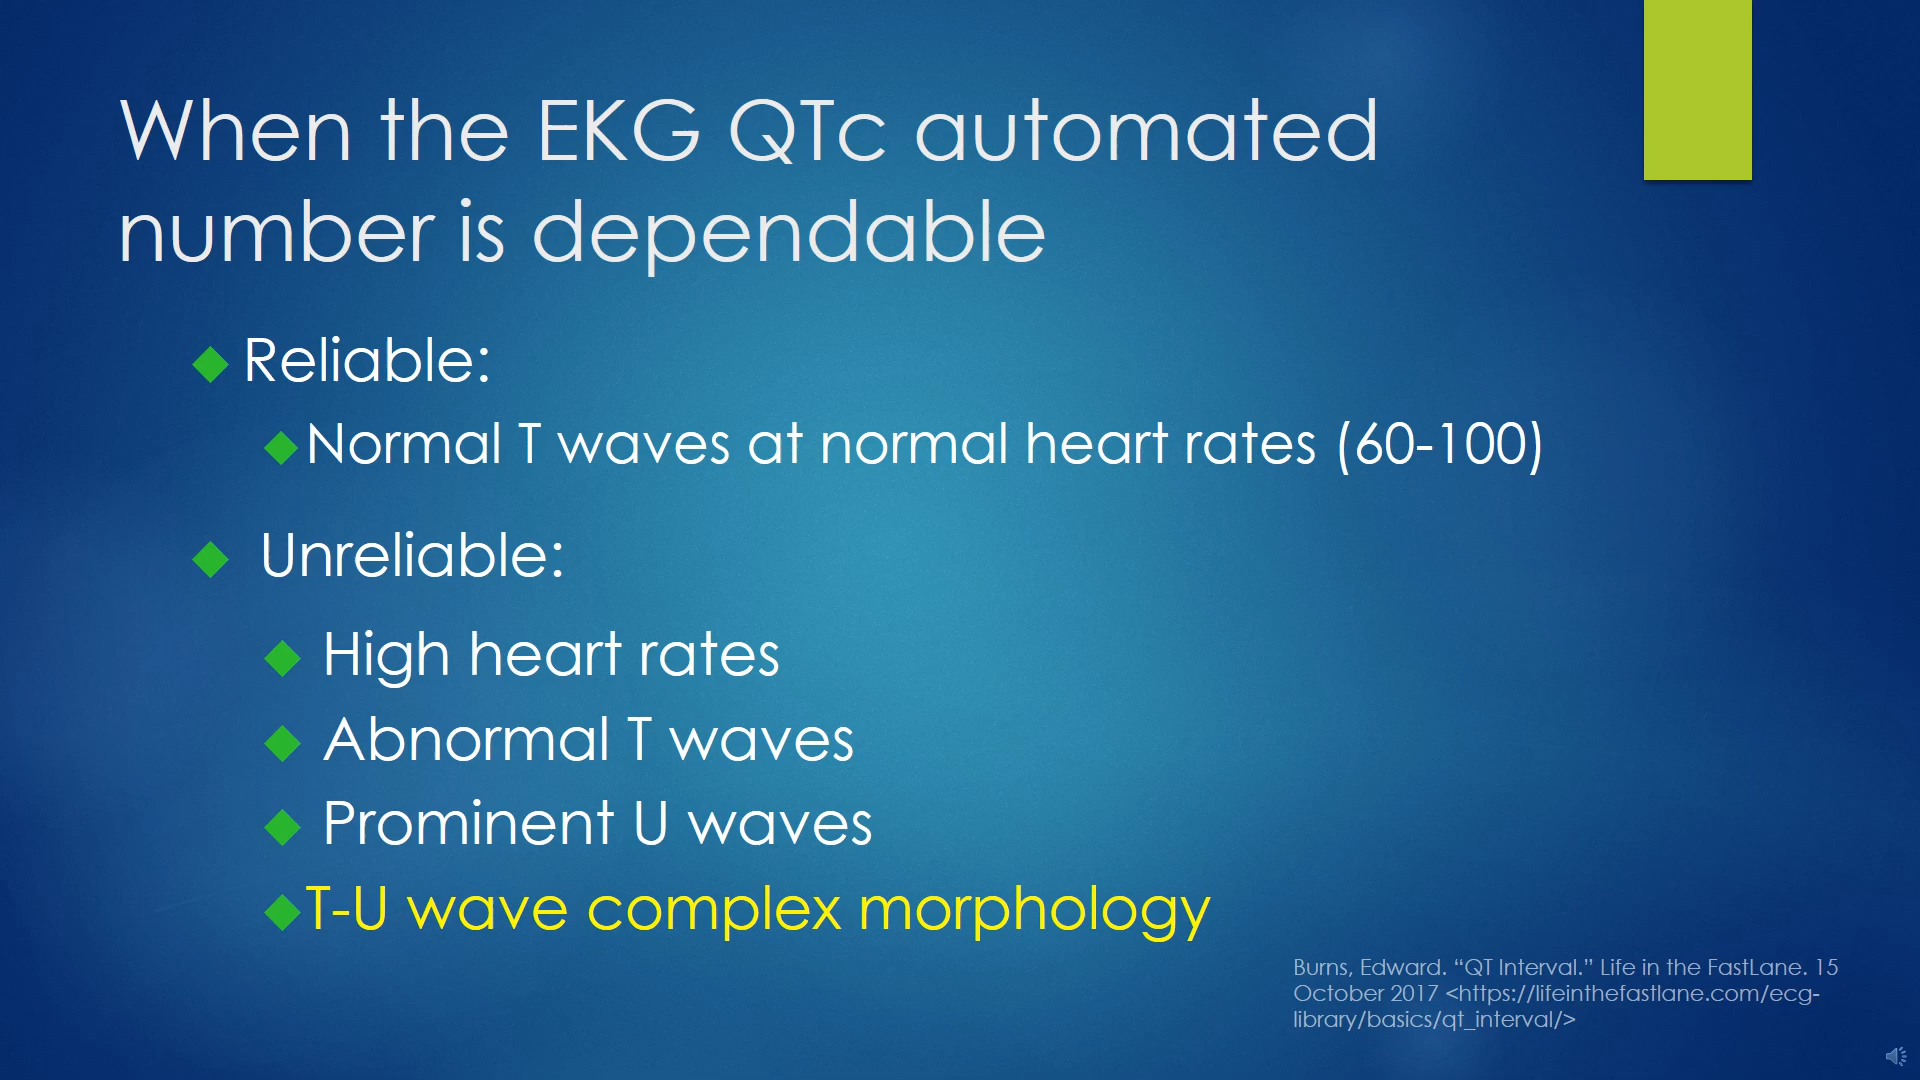 When the EKG QTc automated
number is dependable
Reliable:
Normal T waves at normal heart rates (60-100)
Unreliable:
High heart rates
Abnormal T waves
Prominent U waves
T-U wave complex morphology
Burns, Edward. “QT Interval.” Life in the FastLane. 15
October 2017 <https://lifeinthefastlane.com/ecg-
library/basics/qt_interval/>